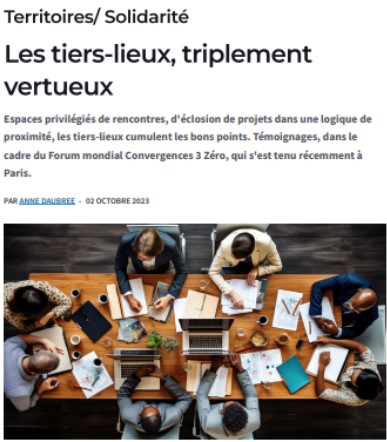 Territoires/ Solidarité
Les tiers-lieux, triplement
vertueux
Espaces privilégiés de rencontres, d'éclosion de projets dans une logique de
proximité, les tiers-lieux cumulent les bons points. Témoignages, dans le
cadre du Forum mondial Convergences 3 Zéro, qui s'est tenu récemment à
Paris.
PAR ANNE DAUBREE - 02 OCTOBRE 2023